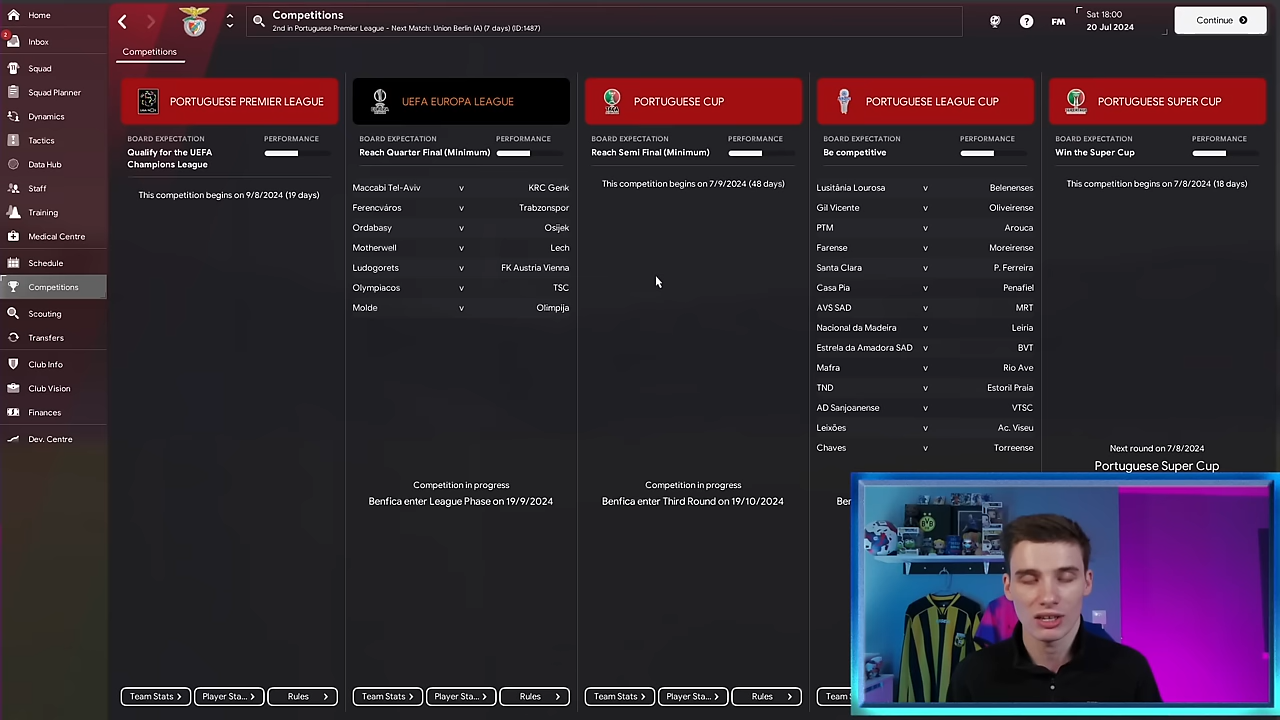 Competitions
2nd in Portuguese Premier League - Next Match: Union Berlin (A) (7 days) (ID:1487)
FM
Sat 18:00
20 Jul 2024
Continue
Home
2
Inbox
Squad
Squad Planner
Dynamics
Tactics
Data Hub
Staff
Training
Medical Centre
Schedule
Competitions
Scouting
Transfers
Club Info
Club Vision
Finances
Dev. Centre
Competitions
PORTUGUESE PREMIER LEAGUE
BOARD EXPECTATION PERFORMANCE
Qualify for the UEFA
Champions League
This competition begins on 9/8/2024 (19 days)
Team Stats Player Sta... Rules
UEFA EUROPA LEAGUE
BOARD EXPECTATION PERFORMANCE
Reach Quarter Final (Minimum)
Maccabi Tel-Aviv v KRC Genk
Ferencváros v Trabzonspor
Ordabasy v Osijek
Motherwell v Lech
Ludogorets v FK Austria Vienna
Olympiacos v TSC
Molde v Olimpija
Competition in progress
Benfica enter League Phase on 19/9/2024
Team Stats Player Sta... Rules
PORTUGUESE CUP
BOARD EXPECTATION PERFORMANCE
Reach Semi Final (Minimum)
This competition begins on 7/9/2024 (48 days)
Competition in progress
Benfica enter Third Round on 19/10/2024
Team Stats Player Sta... Rules
PORTUGUESE LEAGUE CUP
BOARD EXPECTATION PERFORMANCE
Be competitive
Lusitânia Lourosa v Belenenses
Gil Vicente v Oliveirense
PTM v Arouca
Farense v Moreirense
Santa Clara v P. Ferreira
Casa Pia v Penafiel
AVS SAD v MRT
Nacional da Madeira v Leiria
Estrela da Amadora SAD v BVT
Mafra v Rio Ave
TND v Estoril Praia
AD Sanjoanense v VTSC
Leixões v Ac. Viseu
Chaves v Torreense
PORTUGUESE SUPER CUP
BOARD EXPECTATION PERFORMANCE
Win the Super Cup
This competition begins on 7/8/2024 (18 days)
Next round on 7/8/2024
Portuguese Super Cup